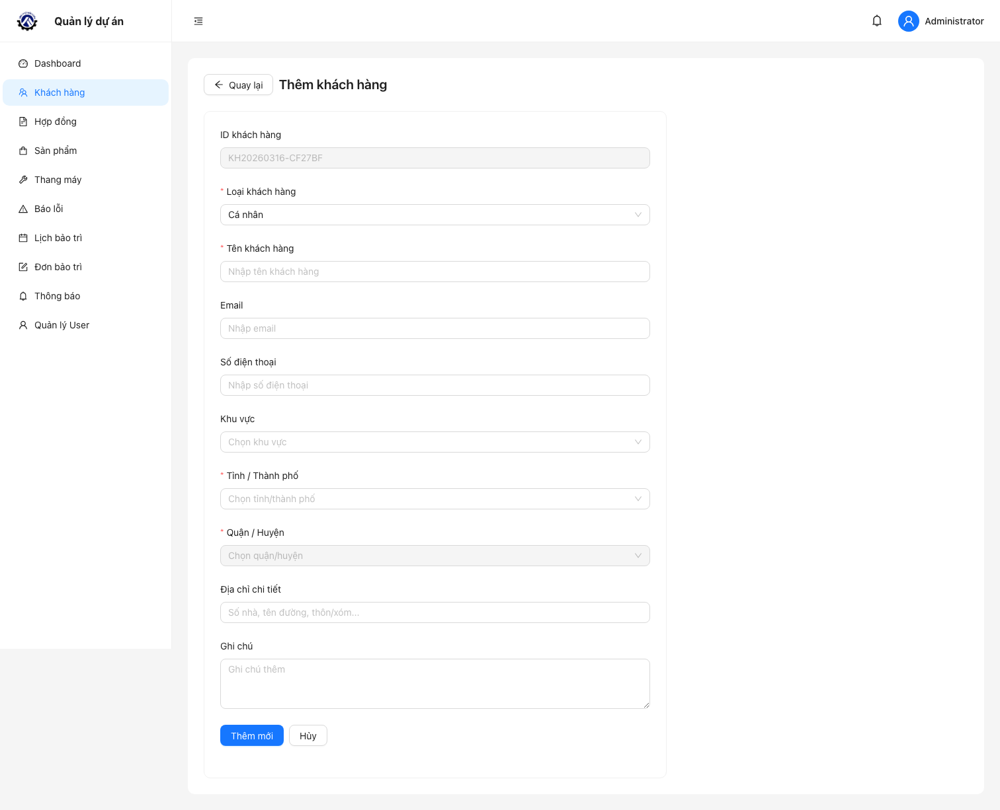 Quản lý dự án
Administrator
Dashboard
Khách hàng
Hợp đồng
Sản phẩm
Thang máy
Báo lỗi
Lịch bảo trì
Đơn bảo trì
Thông báo
Quản lý User
Quay lại
Thêm khách hàng
ID khách hàng
KH20260316-CF27BF
* Loại khách hàng
Cá nhân
* Tên khách hàng
Nhập tên khách hàng
Email
Nhập email
Số điện thoại
Nhập số điện thoại
Khu vực
Chọn khu vực
* Tỉnh / Thành phố
Chọn tỉnh/thành phố
* Quận / Huyện
Chọn quận/huyện
Địa chỉ chi tiết
Số nhà, tên đường, thôn/xóm...
Ghi chú
Ghi chú thêm
Thêm mới
Hủy